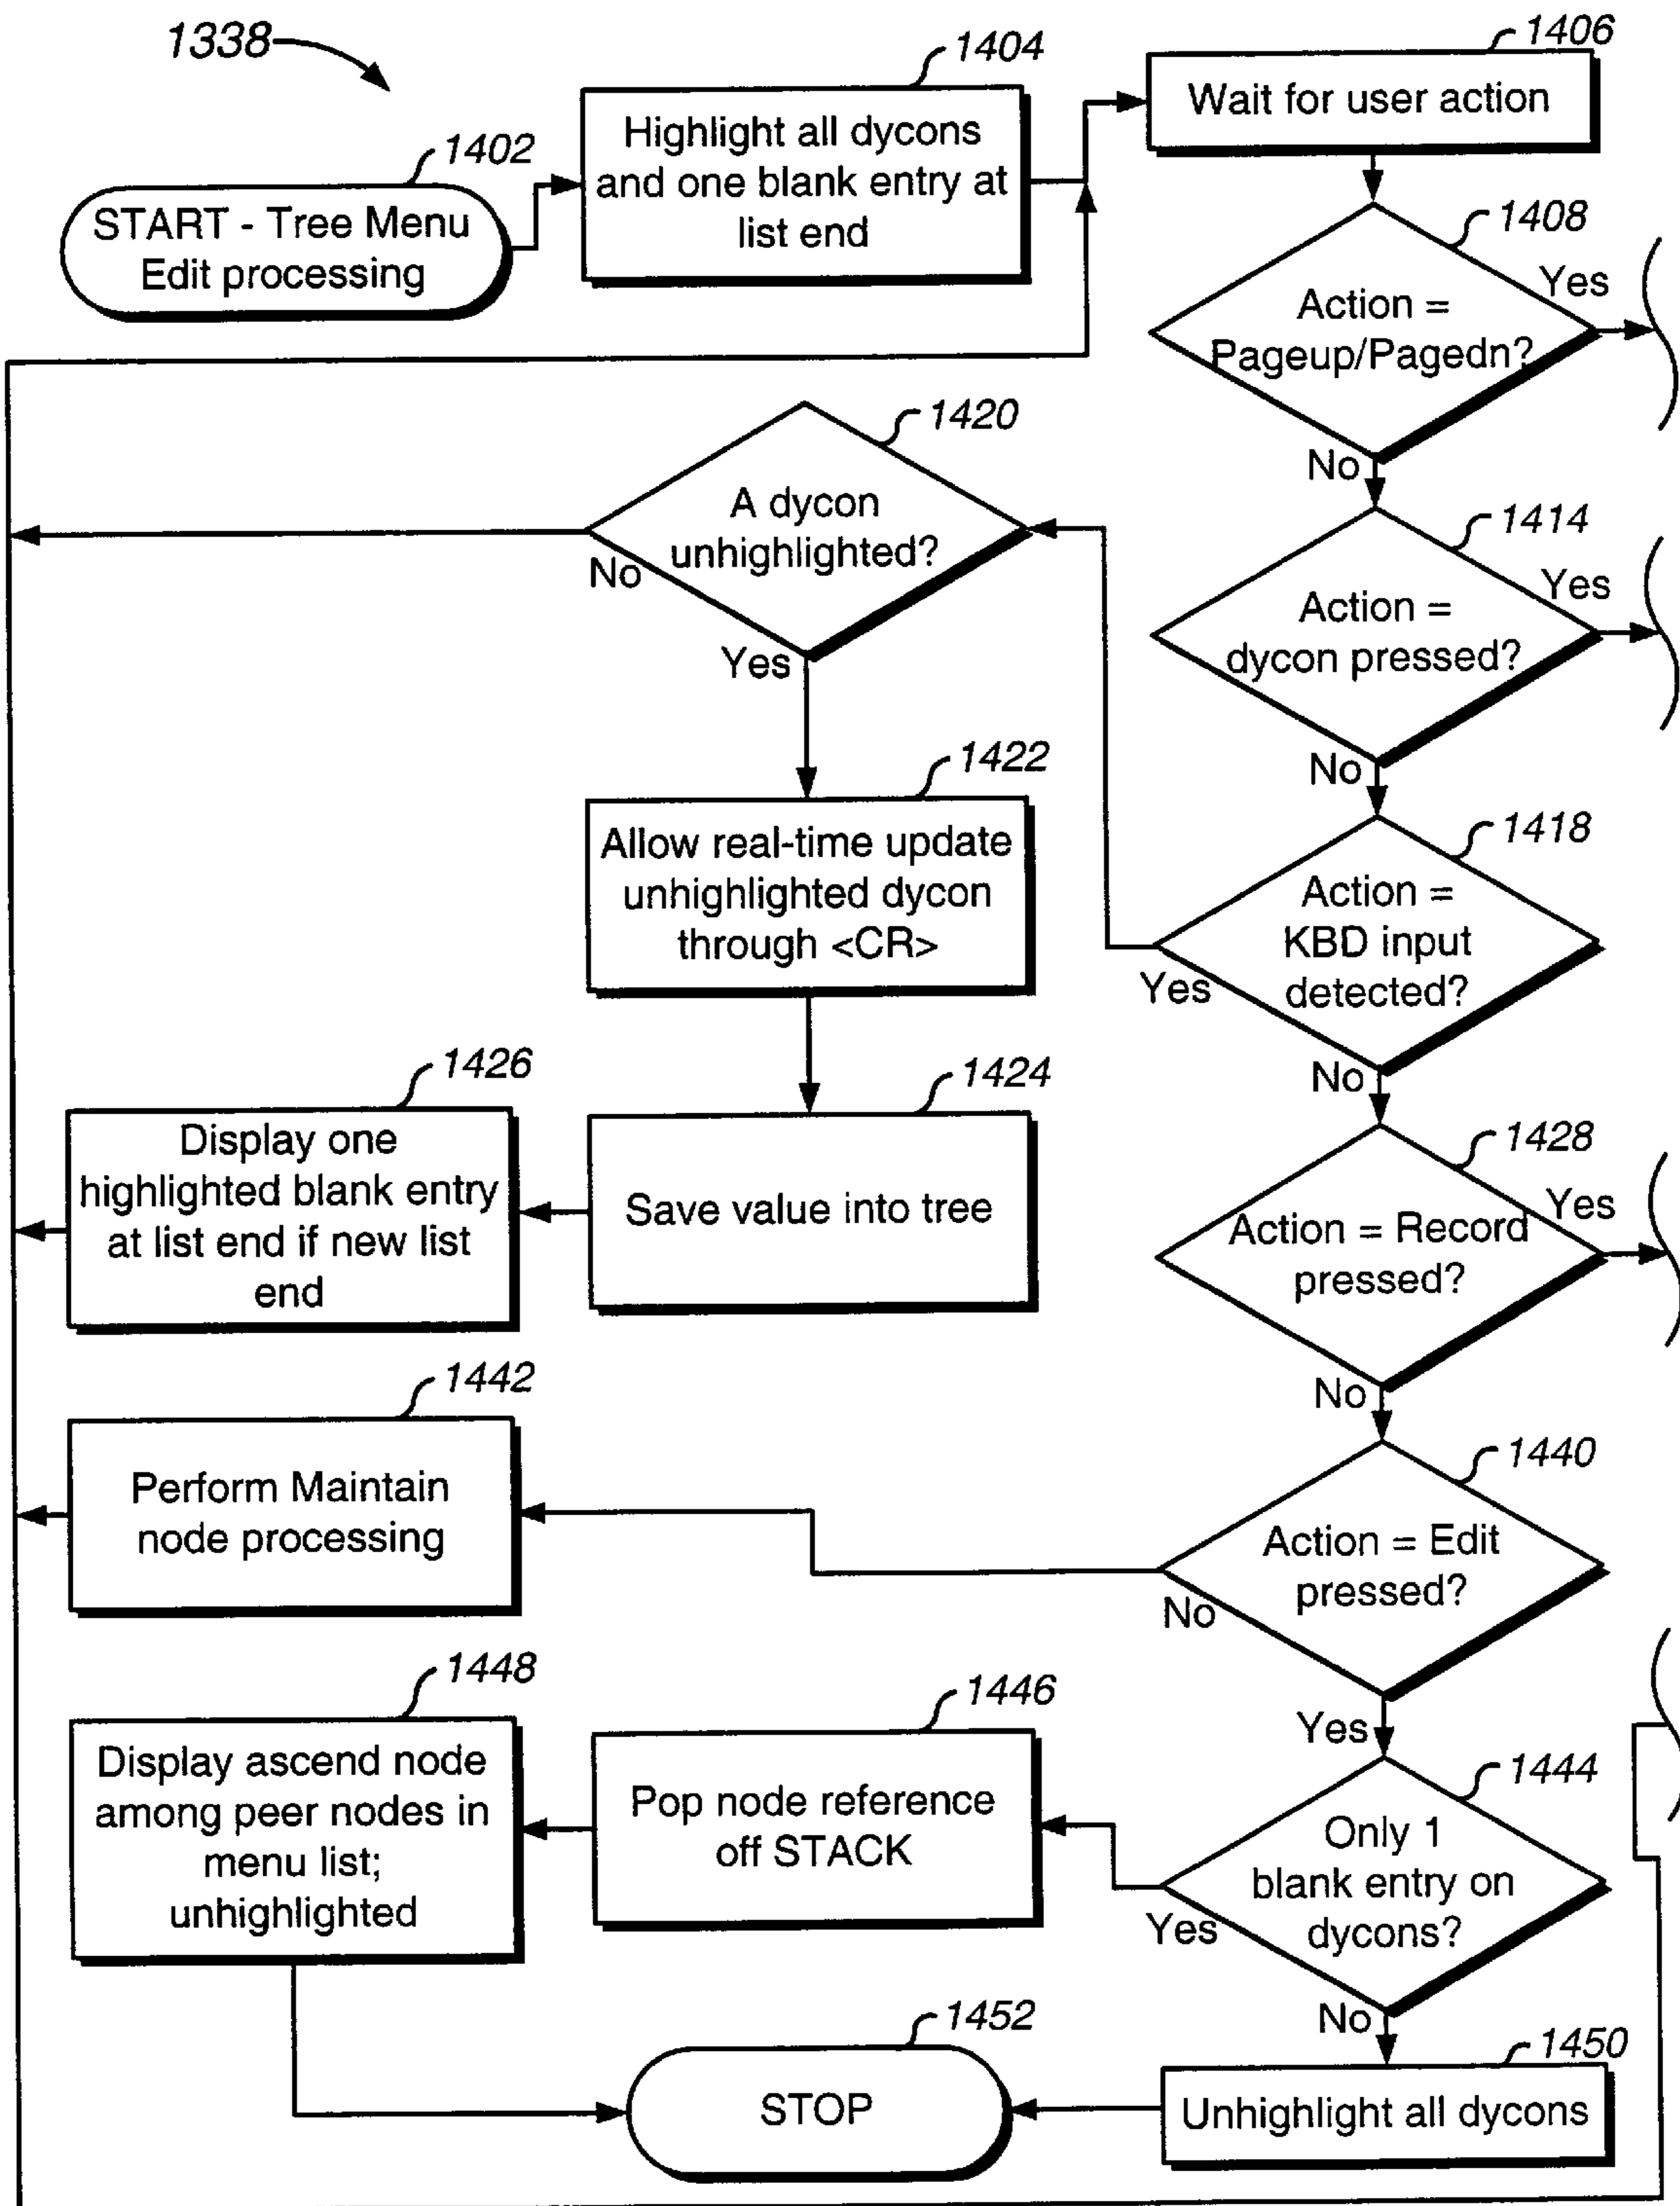 1338
1402
START - Tree Menu
Edit processing
1404
Highlight all dycons
and one blank entry at
list end
1406
Wait for user action
1408
Action =
Pageup/Pagedn?
Yes
No
1414
Action =
dycon pressed?
Yes
No
1418
Action =
KBD input
detected?
Yes
No
1420
A dycon
unhighlighted?
No
Yes
1422
Allow real-time update
unhighlighted dycon
through <CR>
1424
Save value into tree
1426
Display one
highlighted blank entry
at list end if new list
end
1428
Action = Record
pressed?
Yes
No
1440
Action = Edit
pressed?
No
Yes
1442
Perform Maintain
node processing
1444
Only 1
blank entry on
dycons?
Yes
No
1446
Pop node reference
off STACK
1448
Display ascend node
among peer nodes in
menu list;
unhighlighted
1450
Unhighlight all dycons
1452
STOP